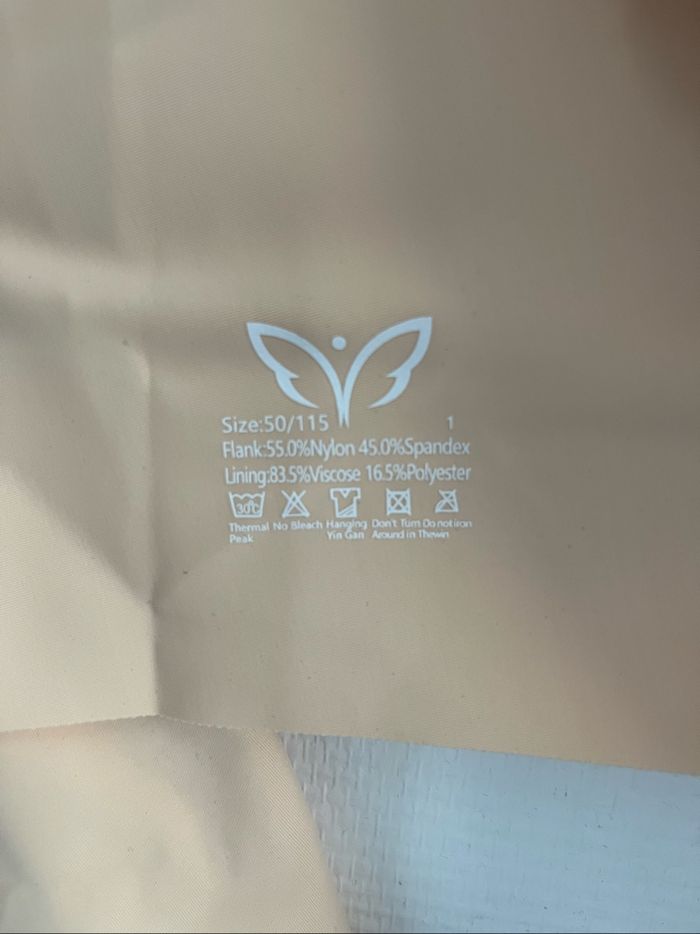 Size:50/115 1
Flank:55.0%Nylon 45.0%Spandex
Lining:83.5%Viscose 16.5%Polyester
30℃
Thermal No Bleach Hanging Don't Turn Do not iron
Peak Yin Gan Around in Thewin